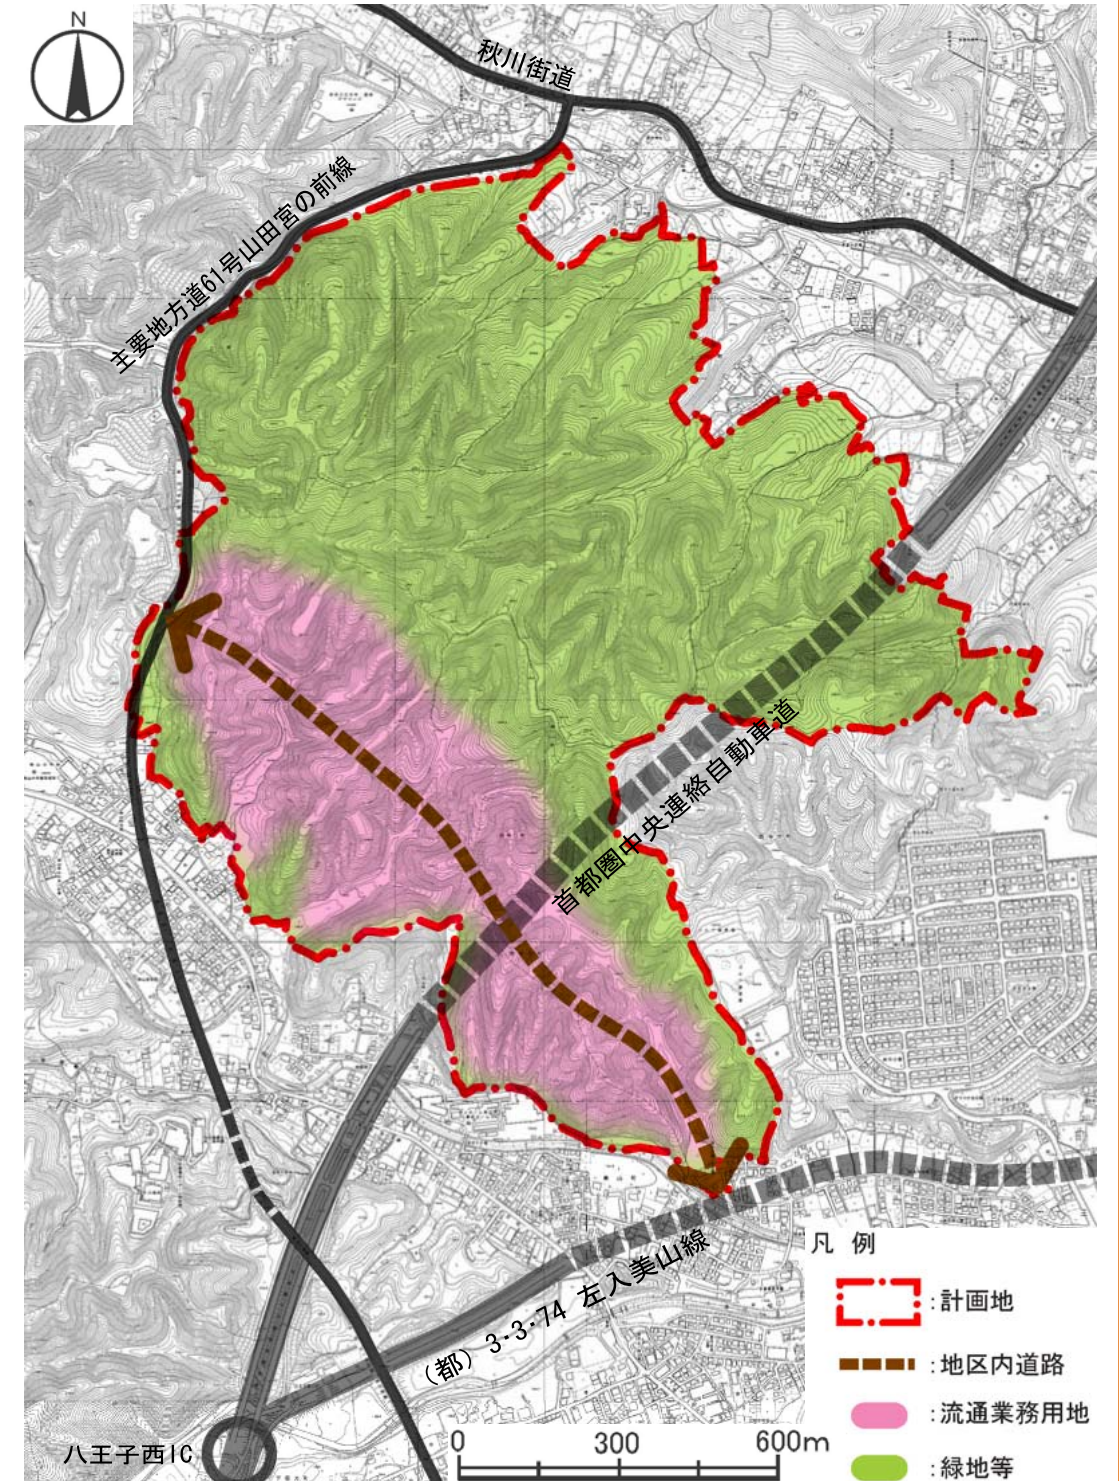 N
秋川街道
主要地方道61号山田宮の前線
首都圏中央連絡自動車道
(都) 3・3・74 左入美山線
八王子西IC
凡 例
:計画地
:地区内道路
:流通業務用地
:緑地等
0 300 600m